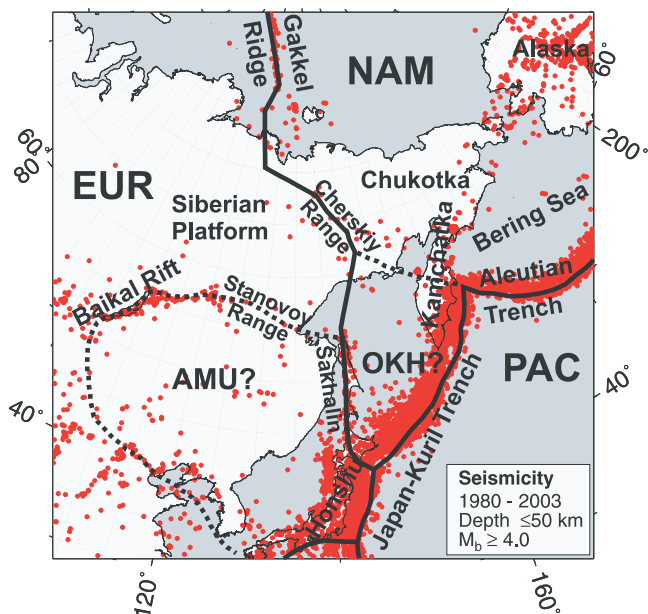 Gakkel
Ridge
NAM
Alaska
60°
200°
60°
80°
EUR
Siberian
Platform
Cherskiy
Range
Chukotka
Kamchatka
Bering Sea
Aleutian
Trench
Baikal Rift
Stanovoy
Range
Sakhalin
AMU?
OKH?
PAC
40°
40°
Honshu
Japan-Kuril Trench
Seismicity
1980 - 2003
Depth ≤50 km
Mb ≥ 4.0
120°
160°